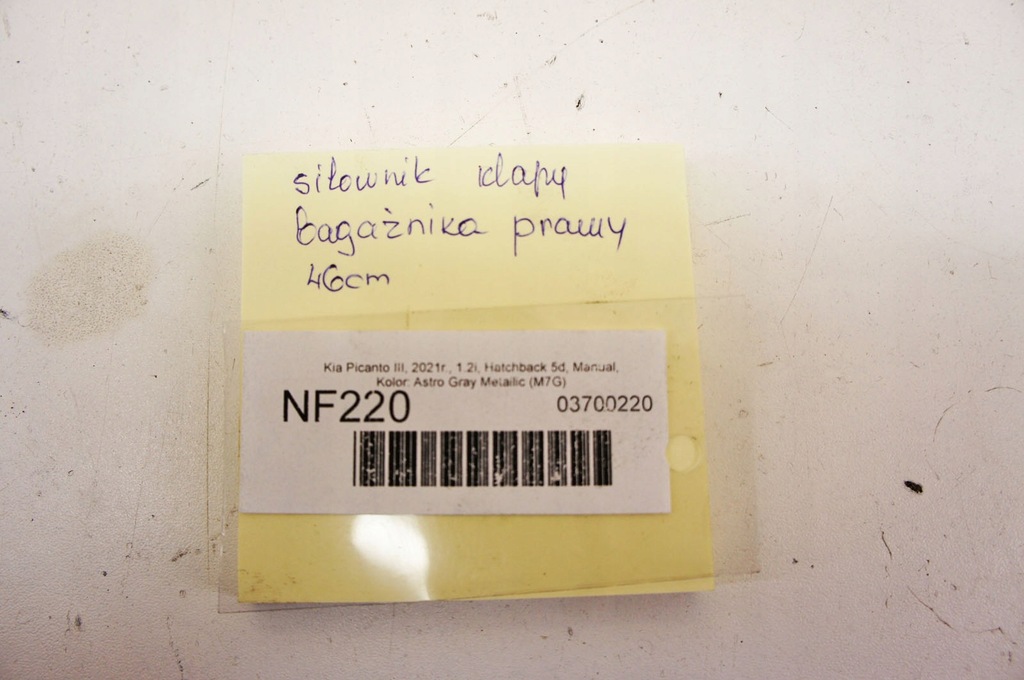 siłownik klapy
bagażnika prawy
46cm
Kia Picanto III, 2021r., 1.2i, Hatchback 5d, Manual,
Kolor: Astro Gray Metallic (M7G)
NF220
03700220